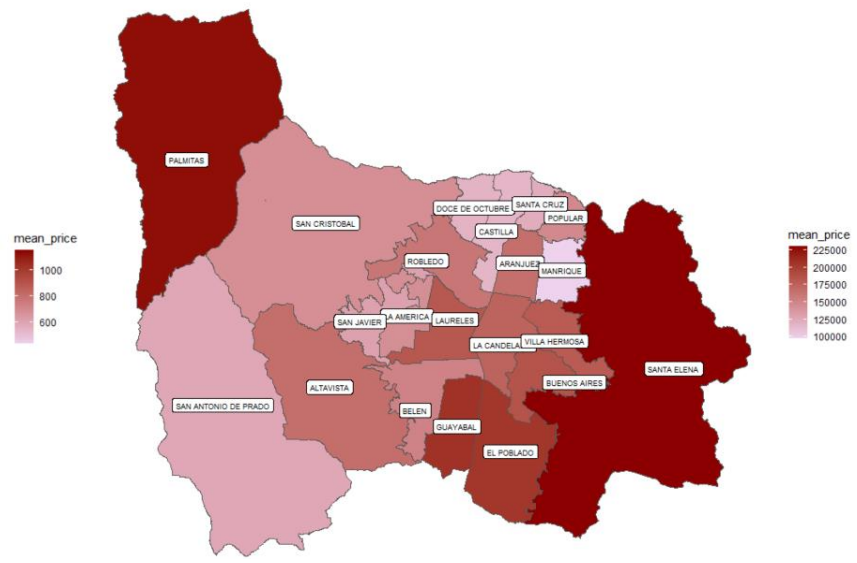 PALMITAS
SAN CRISTOBAL
DOCE DE OCTUBRE
SANTA CRUZ
POPULAR
CASTILLA
ROBLEDO
ARANJUEZ
MANRIQUE
mean_price
1000
800
600
mean_price
225000
200000
175000
150000
125000
100000
SAN JAVIER
A AMERICA
LAURELES
LA CANDELA
VILLA HERMOSA
SANTA ELENA
ALTAVISTA
BUENOS AIRES
SAN ANTONIO DE PRADO
BELEN
GUAYABAL
EL POBLADO